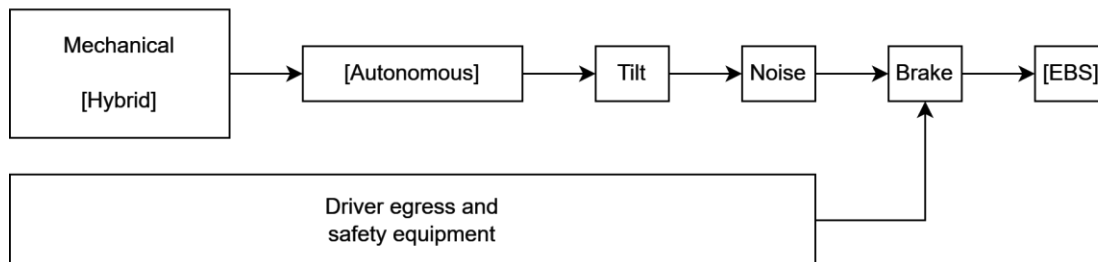 Mechanical
[Hybrid]
[Autonomous]
Tilt
Noise
Brake
[EBS]
Driver egress and
safety equipment